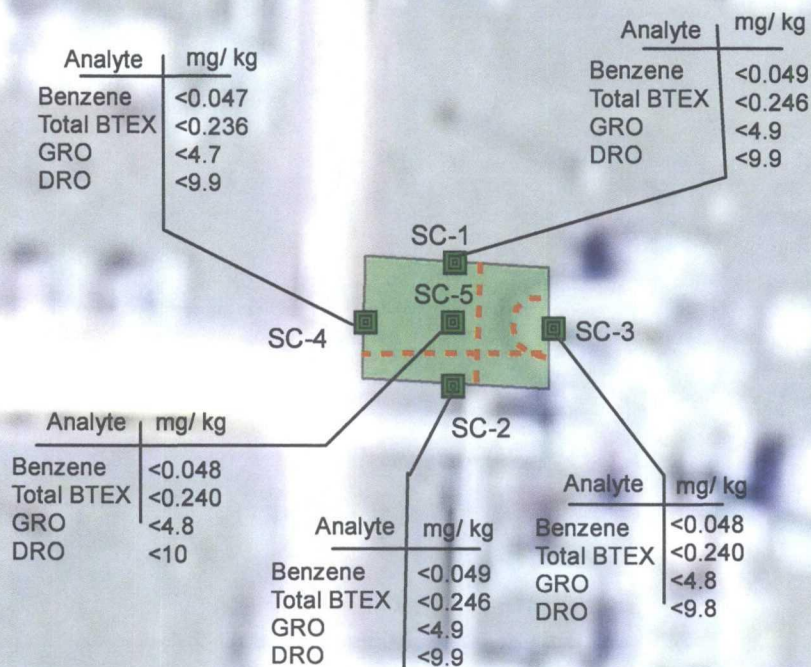 Analyte mg/ kg
Benzene <0.047
Total BTEX <0.236
GRO <4.7
DRO <9.9
Analyte mg/ kg
Benzene <0.049
Total BTEX <0.246
GRO <4.9
DRO <9.9
SC-1
SC-5
SC-4
SC-3
SC-2
Analyte mg/ kg
Benzene <0.048
Total BTEX <0.240
GRO <4.8
DRO <10
Analyte mg/ kg
Benzene <0.049
Total BTEX <0.246
GRO <4.9
DRO <9.9
Analyte mg/ kg
Benzene <0.048
Total BTEX <0.240
GRO <4.8
DRO <9.8